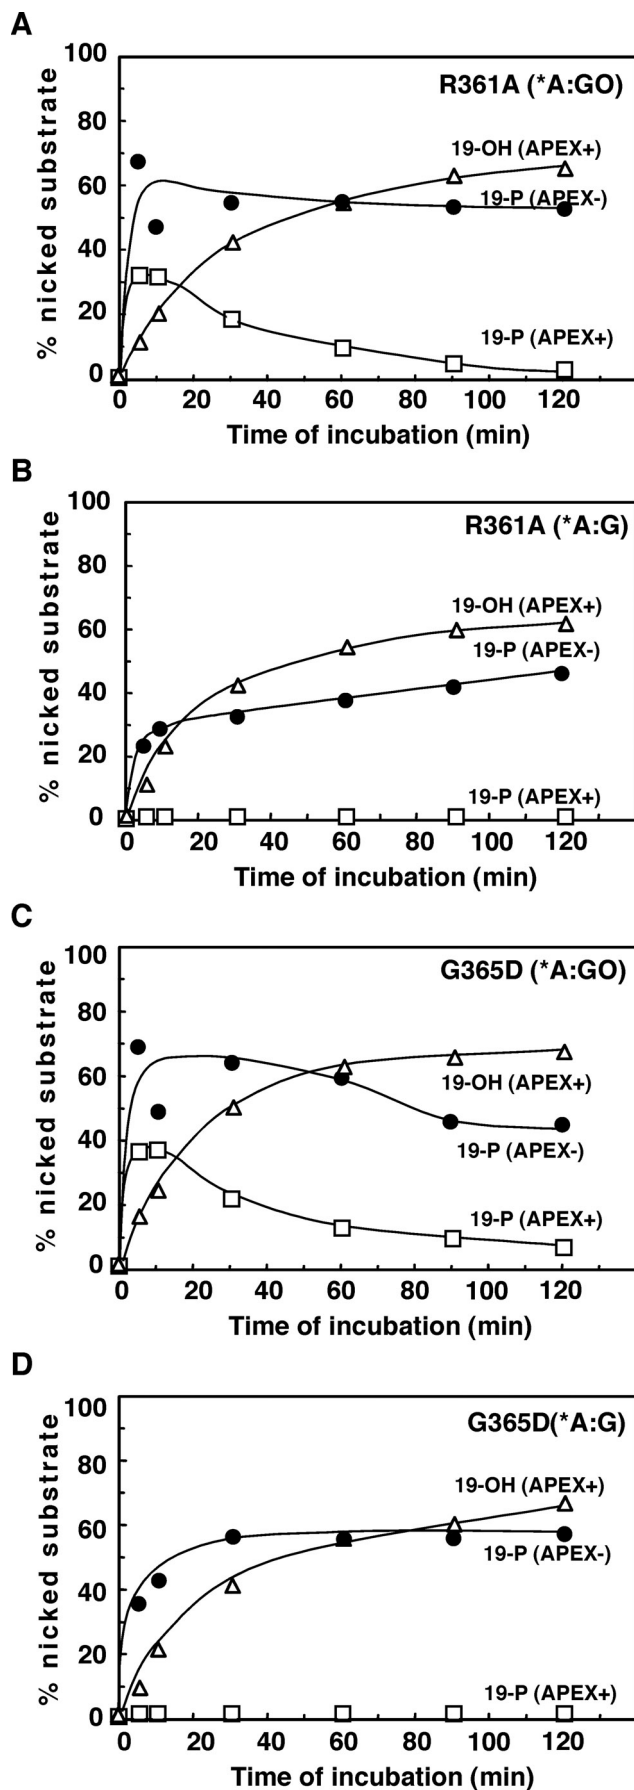 A
% nicked substrate
100
80
60
40
20
0
R361A (*A:GO)
19-OH (APEX+)
19-P (APEX-)
19-P (APEX+)
0 20 40 60 80 100 120
Time of incubation (min)
B
% nicked substrate
100
80
60
40
20
0
R361A (*A:G)
19-OH (APEX+)
19-P (APEX-)
19-P (APEX+)
0 20 40 60 80 100 120
Time of incubation (min)
C
% nicked substrate
100
80
60
40
20
0
G365D (*A:GO)
19-OH (APEX+)
19-P (APEX-)
19-P (APEX+)
0 20 40 60 80 100 120
Time of incubation (min)
D
% nicked substrate
100
80
60
40
20
0
G365D(*A:G)
19-OH (APEX+)
19-P (APEX-)
19-P (APEX+)
0 20 40 60 80 100 120
Time of incubation (min)